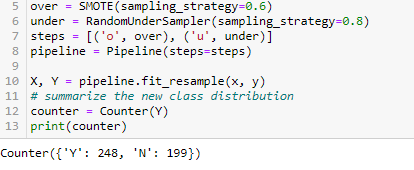 5 over = SMOTE(sampling_strategy=0.6)
6 under = RandomUnderSampler(sampling_strategy=0.8)
7 steps = [('o', over), ('u', under)]
8 pipeline = Pipeline(steps=steps)
9
10 X, Y = pipeline.fit_resample(x, y)
11 # summarize the new class distribution
12 counter = Counter(Y)
13 print(counter)
Counter({'Y': 248, 'N': 199})